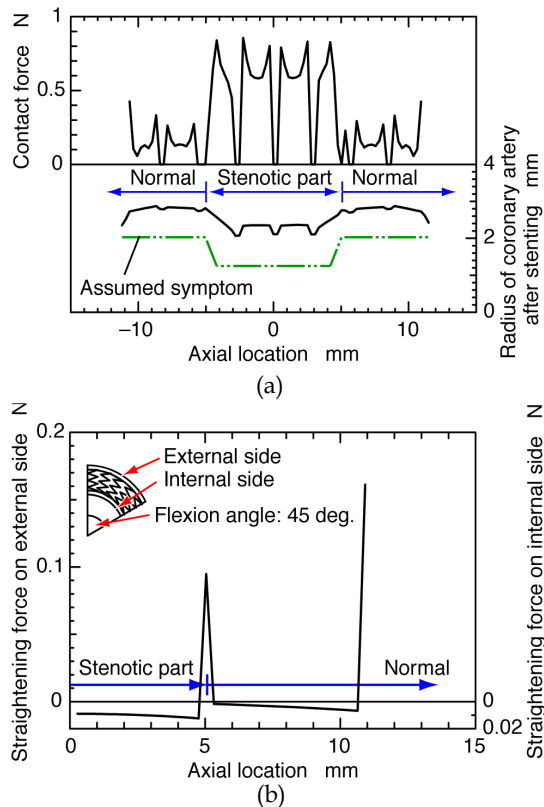 Contact force N
1
0.5
0
Normal
Stenotic part
Normal
4
2
0
Radius of coronary artery
after stenting mm
Assumed symptom
−10
0
10
Axial location mm
(a)
Straightening force on external side N
0.2
0.1
0
External side
Internal side
Flexion angle: 45 deg.
Stenotic part
Normal
0
0.02
Straightening force on internal side N
0
5
10
15
Axial location mm
(b)